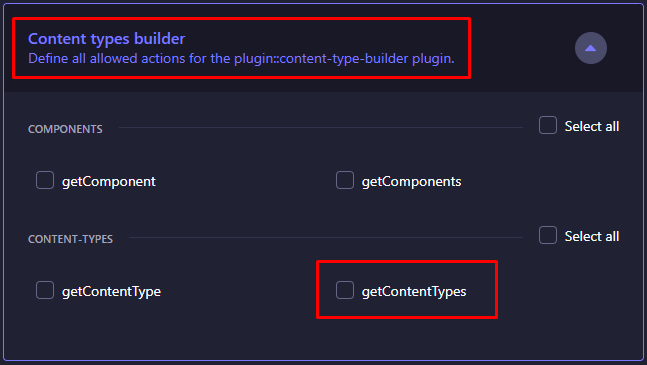 Content types builder
Define all allowed actions for the plugin::content-type-builder plugin.
COMPONENTS
Select all
getComponent
getComponents
CONTENT-TYPES
Select all
getContentType
getContentTypes